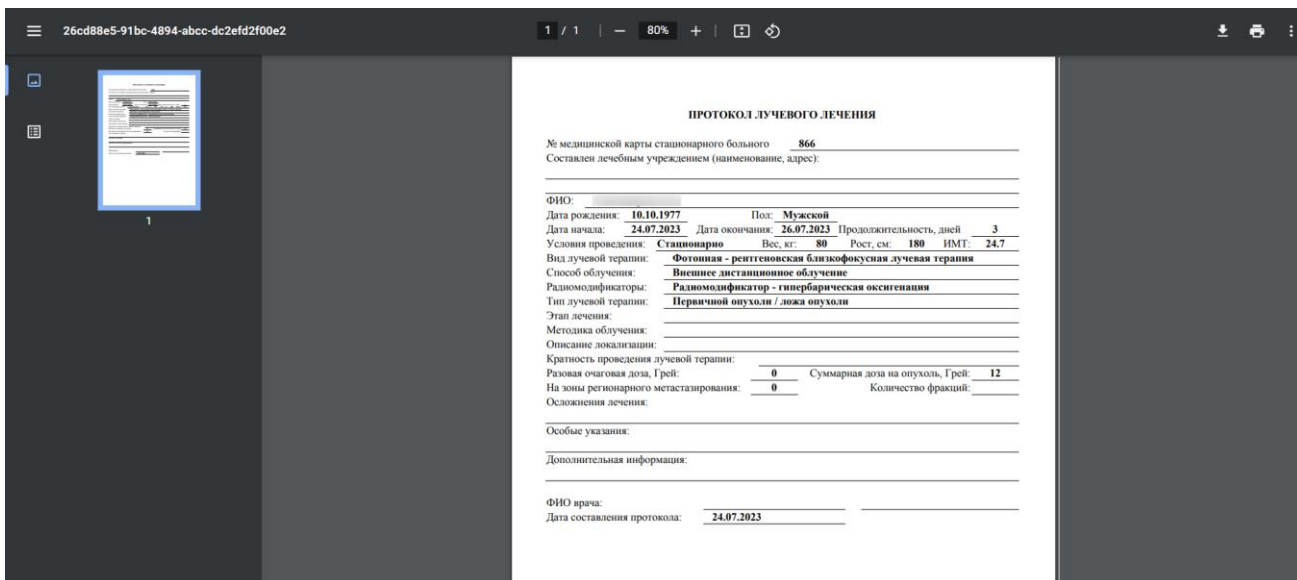 26cd88e5-91bc-4894-abcc-dc2efd2f00e2
1 / 1
80%
1
ПРОТОКОЛ ЛУЧЕВОГО ЛЕЧЕНИЯ
№ медицинской карты стационарного больного 866
Составлен лечебным учреждением (наименование, адрес):
ФИО:
Дата рождения: 10.10.1977 Пол: Мужской
Дата начала: 24.07.2023 Дата окончания: 26.07.2023 Продолжительность, дней 3
Условия проведения: Стационарно Вес, кг: 80 Рост, см: 180 ИМТ: 24.7
Вид лучевой терапии: Фотонная - рентгеновская близкофокусная лучевая терапия
Способ облучения: Внешнее дистанционное облучение
Радиомодификаторы: Радиомодификатор - гипербарическая оксигенация
Тип лучевой терапии: Первичной опухоли / ложа опухоли
Этап лечения:
Методика облучения:
Описание локализации:
Кратность проведения лучевой терапии:
Разовая очаговая доза, Грей: 0 Суммарная доза на опухоль, Грей: 12
На зоны регионарного метастазирования: 0 Количество фракций:
Осложнения лечения:
Особые указания:
Дополнительная информация:
ФИО врача:
Дата составления протокола: 24.07.2023